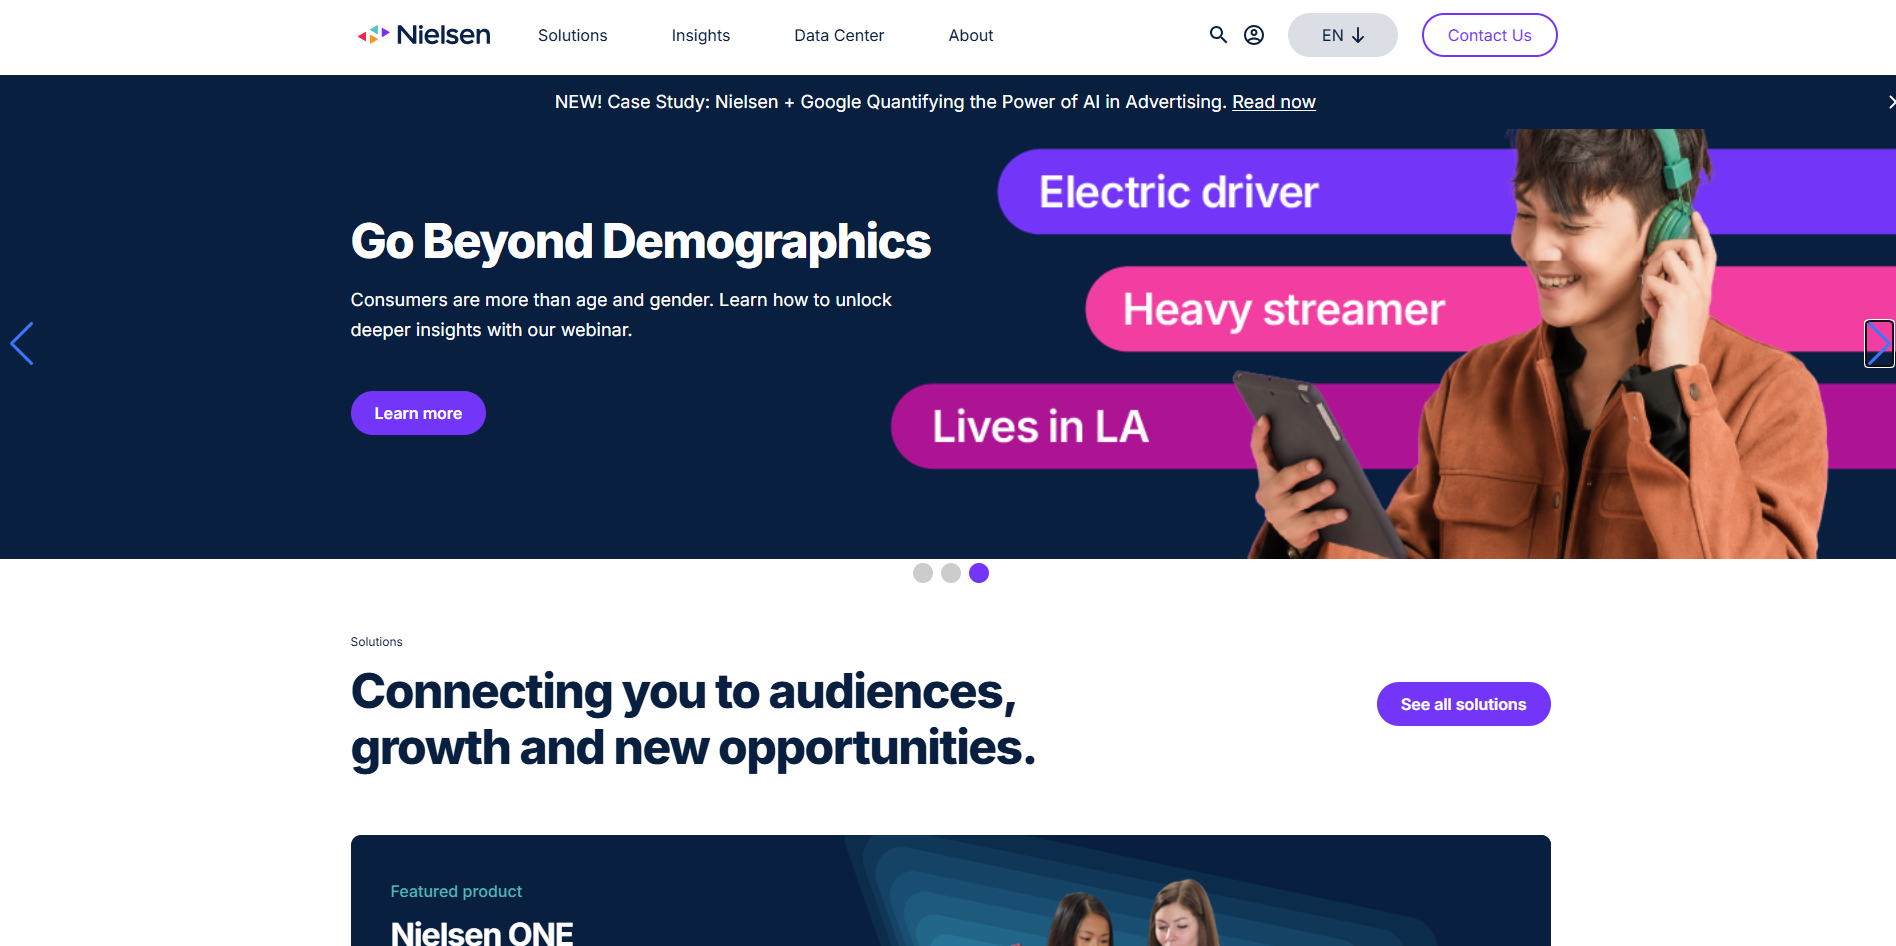 Nielsen
Solutions
Insights
Data Center
About
EN
Contact Us
NEW! Case Study: Nielsen + Google Quantifying the Power of AI in Advertising. Read now
Go Beyond Demographics
Consumers are more than age and gender. Learn how to unlock
deeper insights with our webinar.
Learn more
Electric driver
Heavy streamer
Lives in LA
Solutions
Connecting you to audiences,
growth and new opportunities.
See all solutions
Featured product
Nielsen ONE